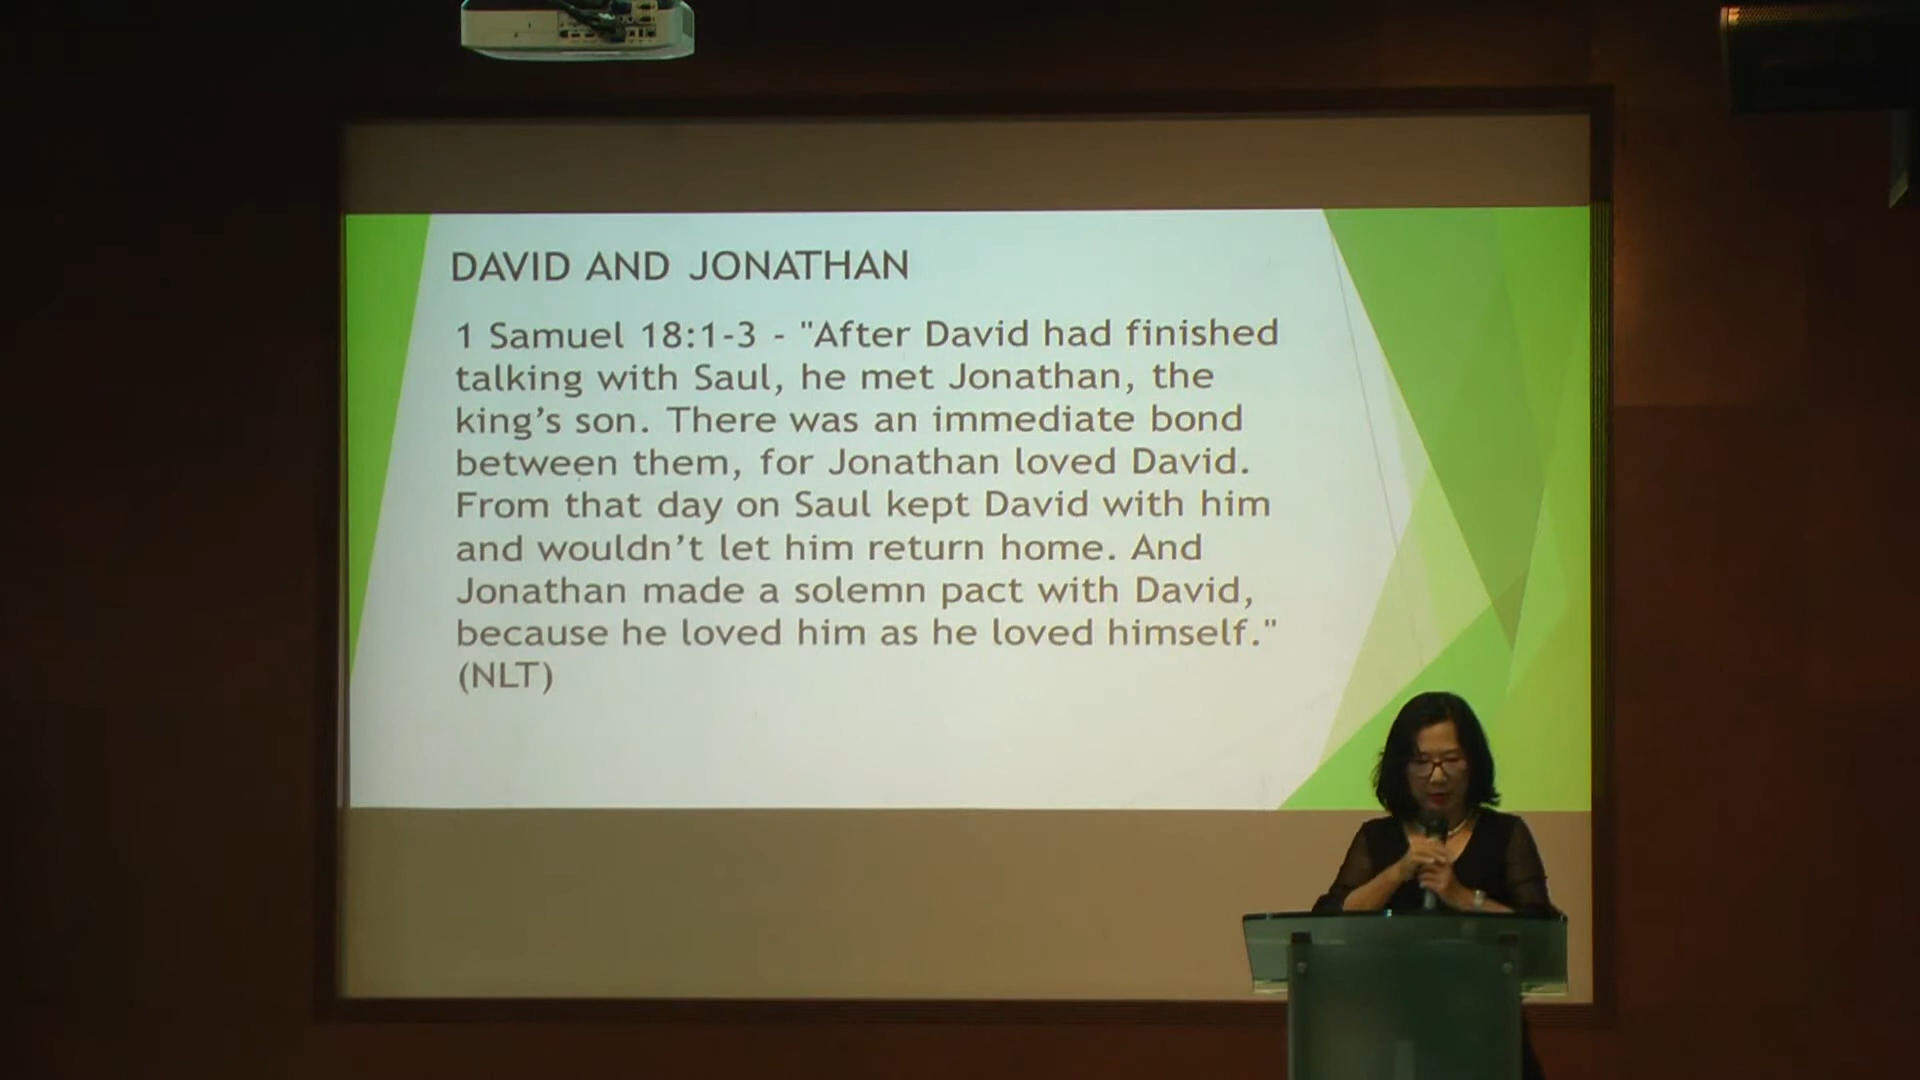 DAVID AND JONATHAN
1 Samuel 18:1-3 - "After David had finished
talking with Saul, he met Jonathan, the
king’s son. There was an immediate bond
between them, for Jonathan loved David.
From that day on Saul kept David with him
and wouldn’t let him return home. And
Jonathan made a solemn pact with David,
because he loved him as he loved himself."
(NLT)